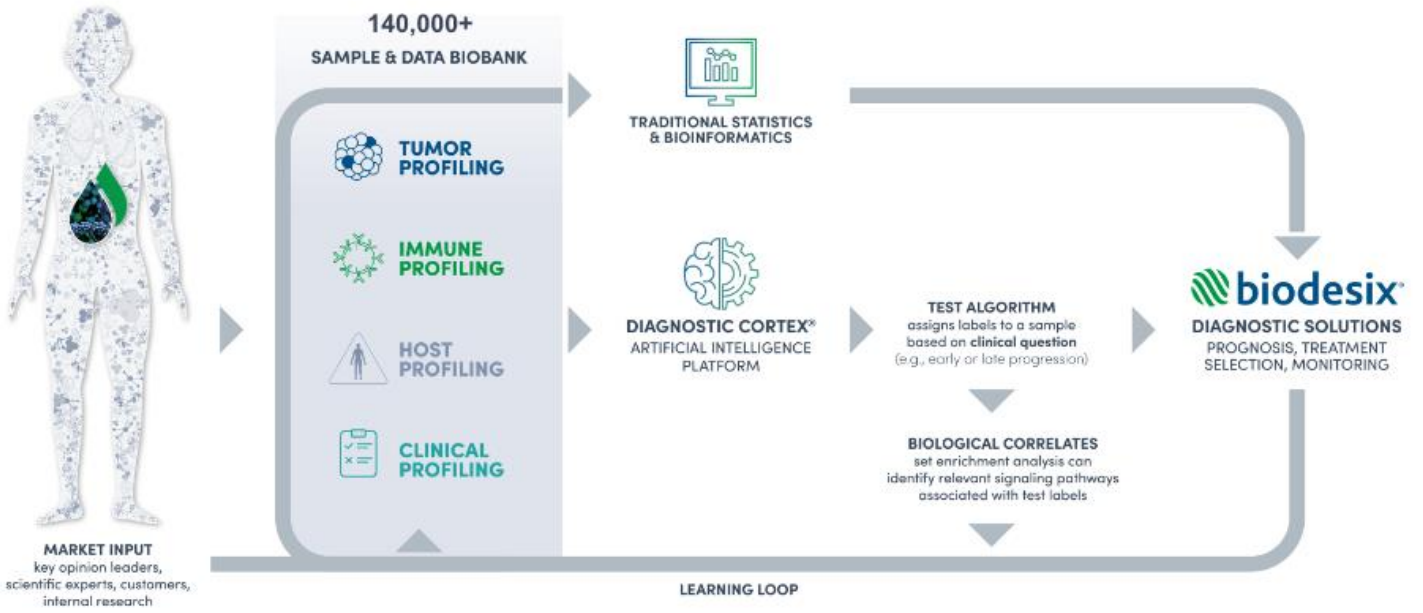 140,000+
SAMPLE & DATA BIOBANK
TUMOR
PROFILING
IMMUNE
PROFILING
HOST
PROFILING
CLINICAL
PROFILING
MARKET INPUT
key opinion leaders,
scientific experts, customers,
internal research
TRADITIONAL STATISTICS
& BIOINFORMATICS
DIAGNOSTIC CORTEX®
ARTIFICIAL INTELLIGENCE
PLATFORM
TEST ALGORITHM
assigns labels to a sample
based on clinical question
(e.g., early or late progression)
BIOLOGICAL CORRELATES
set enrichment analysis can
identify relevant signaling pathways
associated with test labels
biodesix®
DIAGNOSTIC SOLUTIONS
PROGNOSIS, TREATMENT
SELECTION, MONITORING
LEARNING LOOP